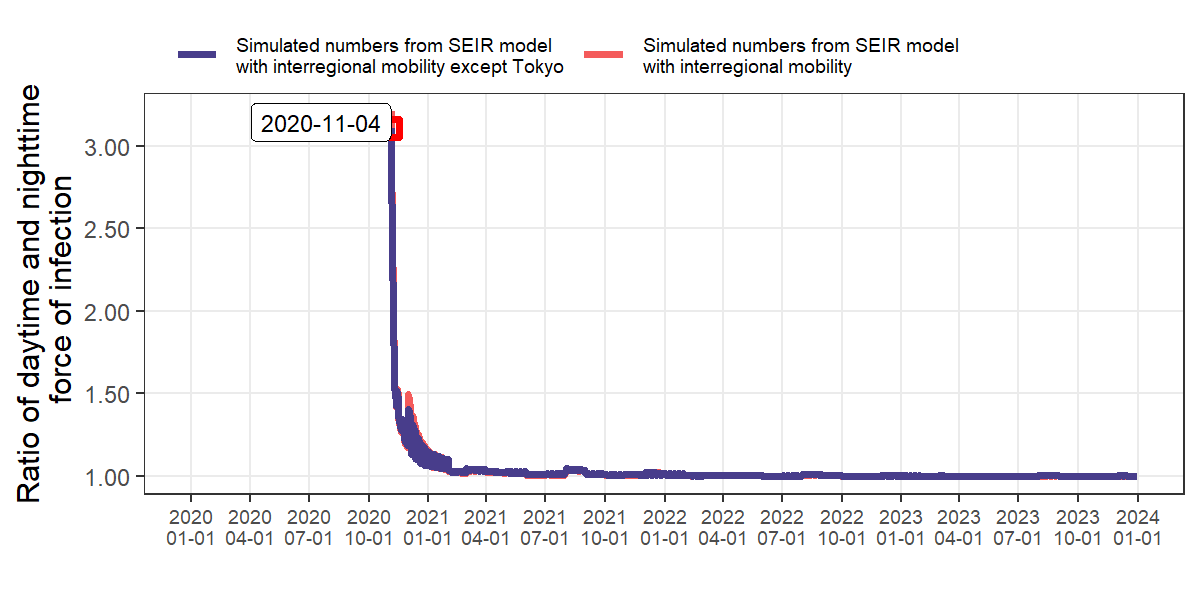 Simulated numbers from SEIR model
with interregional mobility except Tokyo
Simulated numbers from SEIR model
with interregional mobility
Ratio of daytime and nighttime
force of infection
2020-11-04
3.00
2.50
2.00
1.50
1.00
2020 2020 2020 2020 2021 2021 2021 2021 2022 2022 2022 2022 2023 2023 2023 2023 2024
01-01 04-01 07-01 10-01 01-01 04-01 07-01 10-01 01-01 04-01 07-01 10-01 01-01 04-01 07-01 10-01 01-01